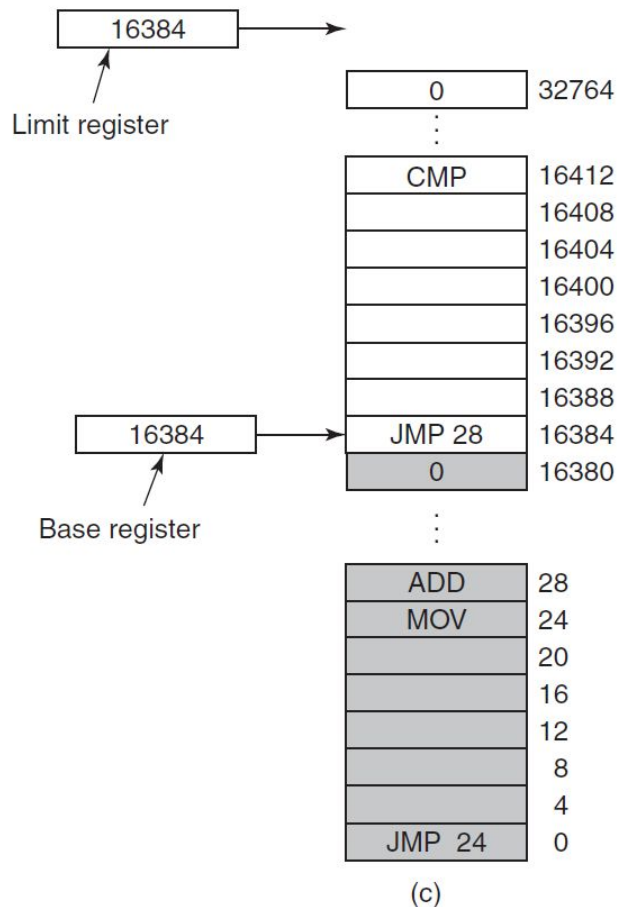 16384
Limit register
0 32764
CMP 16412
16408
16404
16400
16396
16392
16388
16384
Base register
JMP 28 16384
0 16380
ADD 28
MOV 24
20
16
12
8
4
JMP 24 0
(c)